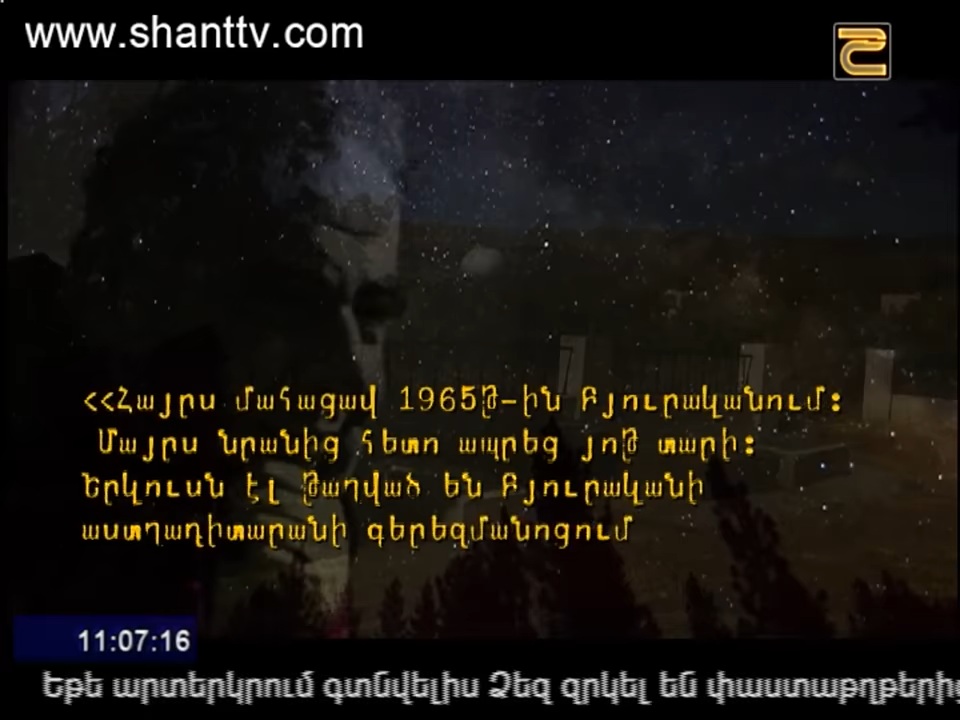 www.shanttv.com
<<Հայրս մահացավ 1965թ-ին Բյուրականում:
Մայրս նրանից հետո ապրեց յոթ տարի:
Երկուսն էլ թաղված են Բյուրականի
աստղադիտարանի գերեզմանոցում
11:07:16
Եթե արտերկրում գտնվելիս Ձեզ զրկել են փաստաթղթերից